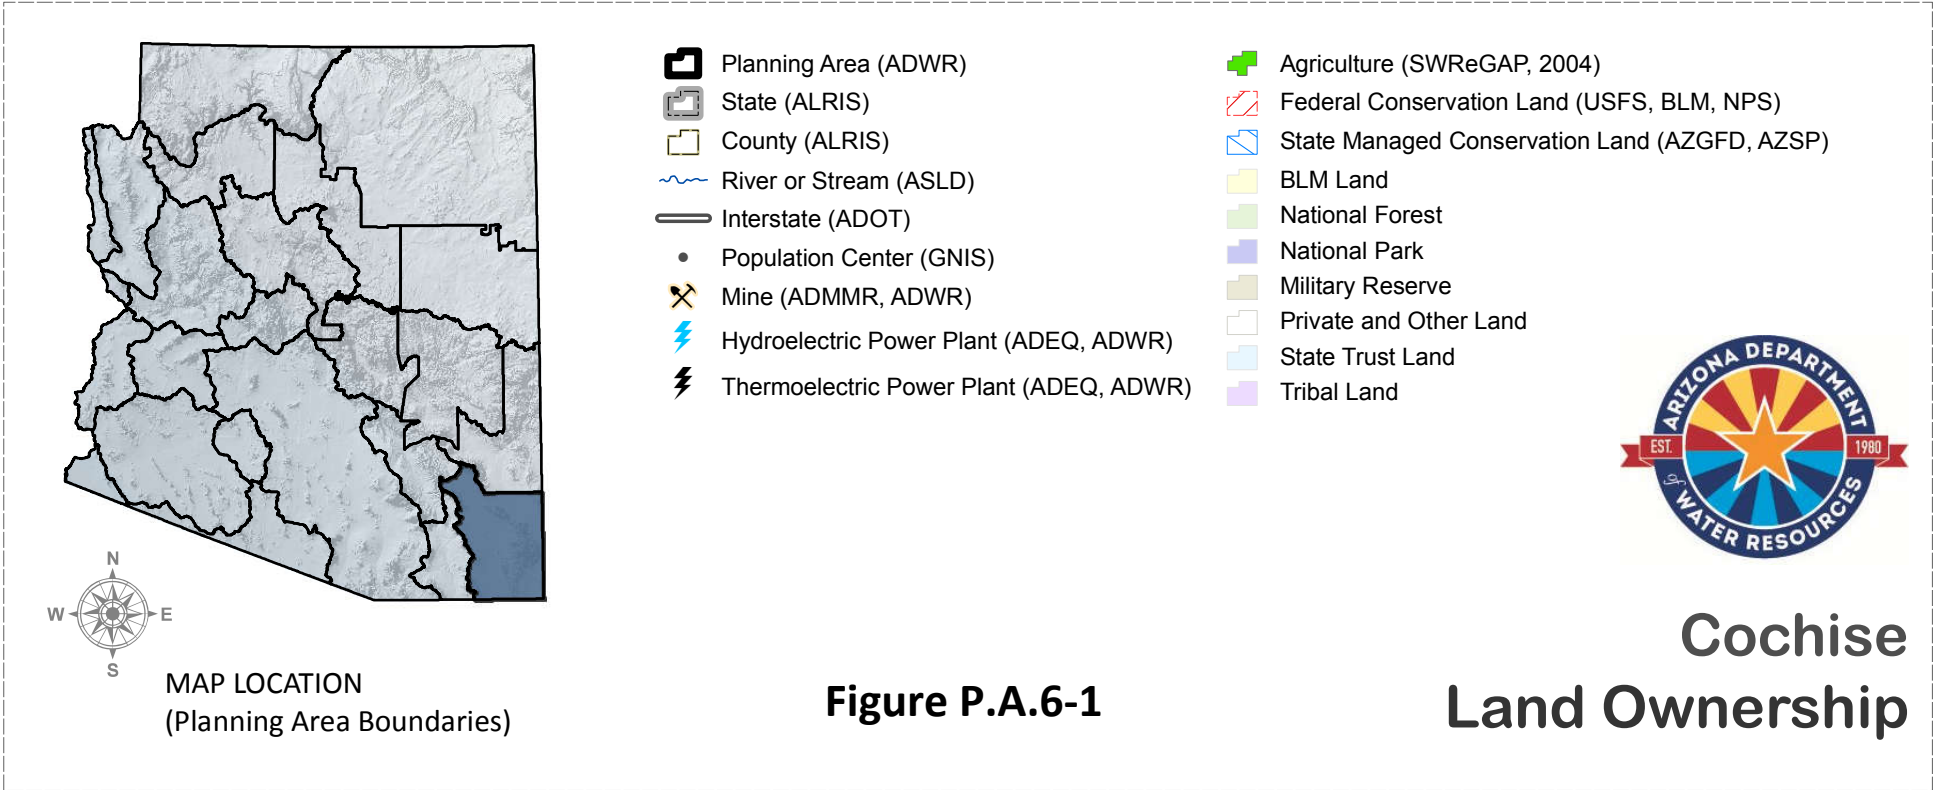 Planning Area (ADWR)
State (ALRIS)
County (ALRIS)
River or Stream (ASLD)
Interstate (ADOT)
Population Center (GNIS)
Mine (ADMMR, ADWR)
Hydroelectric Power Plant (ADEQ, ADWR)
Thermoelectric Power Plant (ADEQ, ADWR)
Agriculture (SWReGAP, 2004)
Federal Conservation Land (USFS, BLM, NPS)
State Managed Conservation Land (AZGFD, AZSP)
BLM Land
National Forest
National Park
Military Reserve
Private and Other Land
State Trust Land
Tribal Land
ARIZONA DEPARTMENT
EST. 1980
of WATER RESOURCES
N
W E
S
MAP LOCATION
(Planning Area Boundaries)
Figure P.A.6-1
Cochise
Land Ownership